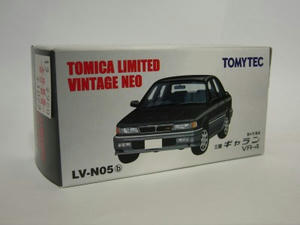 TOMICA LIMITED
VINTAGE NEO
TOMYTEC
LV-N05 b
三菱 ギャラン
VR-4